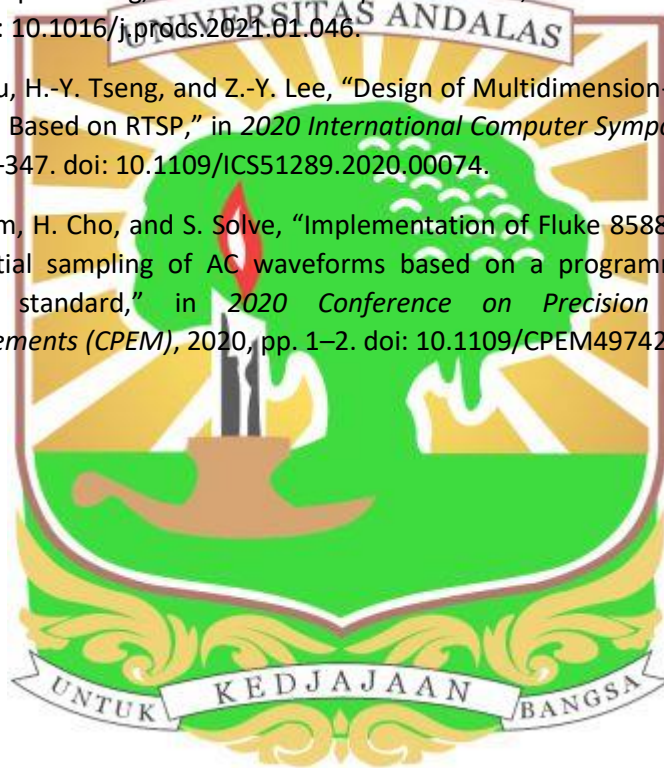 UNIVERSITAS ANDALAS
: 10.1016/j.procs.2021.01.046.
u, H.-Y. Tseng, and Z.-Y. Lee, “Design of Multidimension-
Based on RTSP,” in 2020 International Computer Sympo
-347. doi: 10.1109/ICS51289.2020.00074.
m, H. Cho, and S. Solve, “Implementation of Fluke 8588
tial sampling of AC waveforms based on a programm
standard,” in 2020 Conference on Precision
ements (CPEM), 2020, pp. 1–2. doi: 10.1109/CPEM49742
UNTUK KEDJAJAAN BANGSA